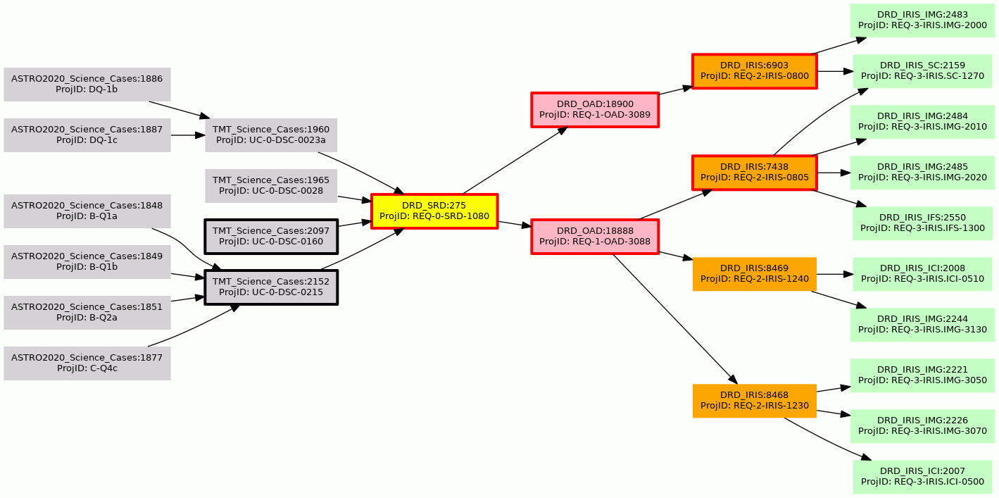 ASTRO2020_Science_Cases:1886
ProjID: DQ-1b
ASTRO2020_Science_Cases:1887
ProjID: DQ-1c
ASTRO2020_Science_Cases:1848
ProjID: B-Q1a
ASTRO2020_Science_Cases:1849
ProjID: B-Q1b
ASTRO2020_Science_Cases:1851
ProjID: B-Q2a
ASTRO2020_Science_Cases:1877
ProjID: C-Q4c
TMT_Science_Cases:1960
ProjID: UC-0-DSC-0023a
TMT_Science_Cases:1965
ProjID: UC-0-DSC-0028
TMT_Science_Cases:2097
ProjID: UC-0-DSC-0160
TMT_Science_Cases:2152
ProjID: UC-0-DSC-0215
DRD_SRD:275
ProjID: REQ-0-SRD-1080
DRD_OAD:18900
ProjID: REQ-1-OAD-3089
DRD_OAD:18888
ProjID: REQ-1-OAD-3088
DRD_IRIS:6903
ProjID: REQ-2-IRIS-0800
DRD_IRIS:7438
ProjID: REQ-2-IRIS-0805
DRD_IRIS:8469
ProjID: REQ-2-IRIS-1240
DRD_IRIS:8468
ProjID: REQ-2-IRIS-1230
DRD_IRIS_IMG:2483
ProjID: REQ-3-IRIS.IMG-2000
DRD_IRIS_SC:2159
ProjID: REQ-3-IRIS.SC-1270
DRD_IRIS_IMG:2484
ProjID: REQ-3-IRIS.IMG-2010
DRD_IRIS_IMG:2485
ProjID: REQ-3-IRIS.IMG-2020
DRD_IRIS_IFS:2550
ProjID: REQ-3-IRIS.IFS-1300
DRD_IRIS_ICI:2008
ProjID: REQ-3-IRIS.ICI-0510
DRD_IRIS_IMG:2244
ProjID: REQ-3-IRIS.IMG-3130
DRD_IRIS_IMG:2221
ProjID: REQ-3-IRIS.IMG-3050
DRD_IRIS_IMG:2226
ProjID: REQ-3-IRIS.IMG-3070
DRD_IRIS_ICI:2007
ProjID: REQ-3-IRIS.ICI-0500